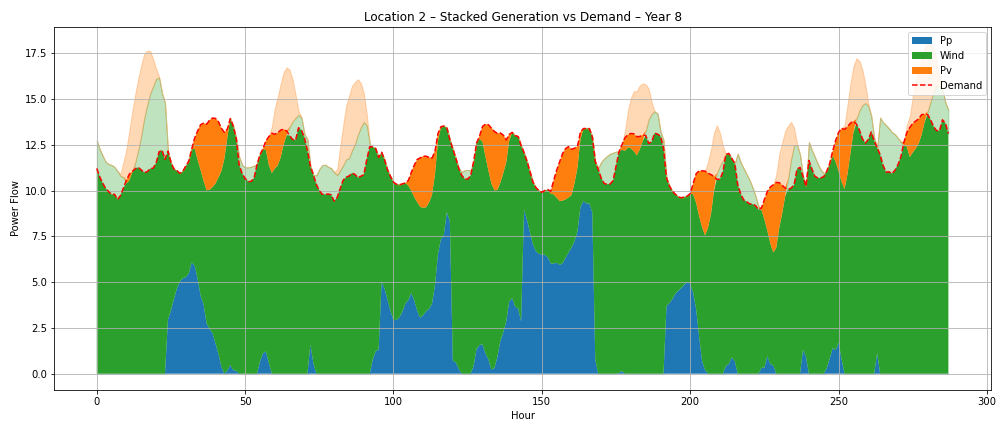 Location 2 – Stacked Generation vs Demand – Year 8
Pp
Wind
Pv
Demand
Power Flow
17.5
15.0
12.5
10.0
7.5
5.0
2.5
0.0
0 50 100 150 200 250 300
Hour